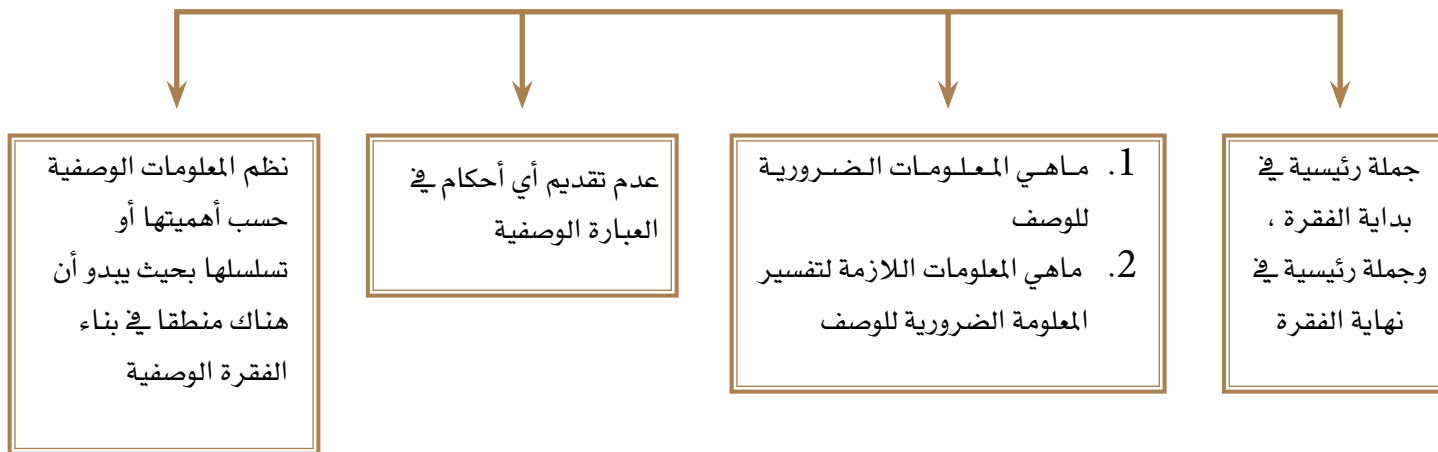 جملة رئيسية في
بداية الفقرة ،
وجملة رئيسية في
نهاية الفقرة
1. ماهي المعلومات الضرورية
للوصف
2. ماهي المعلومات اللازمة لتفسير
المعلومة الضرورية للوصف
عدم تقديم أي أحكام في
العبارة الوصفية
نظم المعلومات الوصفية
حسب أهميتها أو
تسلسلها بحيث يبدو أن
هناك منطقا في بناء
الفقرة الوصفية